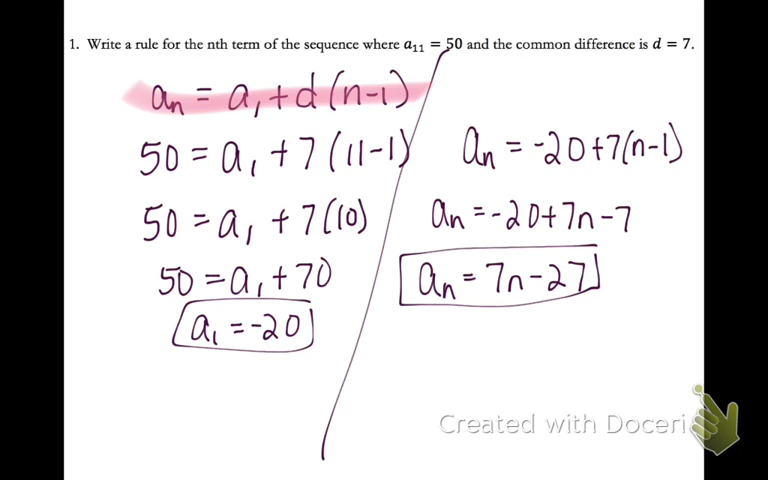 1. Write a rule for the nth term of the sequence where a₁₁ = 50 and the common difference is d = 7.
aₙ = a₁ + d(n-1)
50 = a₁ + 7(11-1)
50 = a₁ + 7(10)
50 = a₁ + 70
a₁ = -20
aₙ = -20+7(n-1)
aₙ = -20+7n-7
aₙ = 7n-27
Created with Doceri